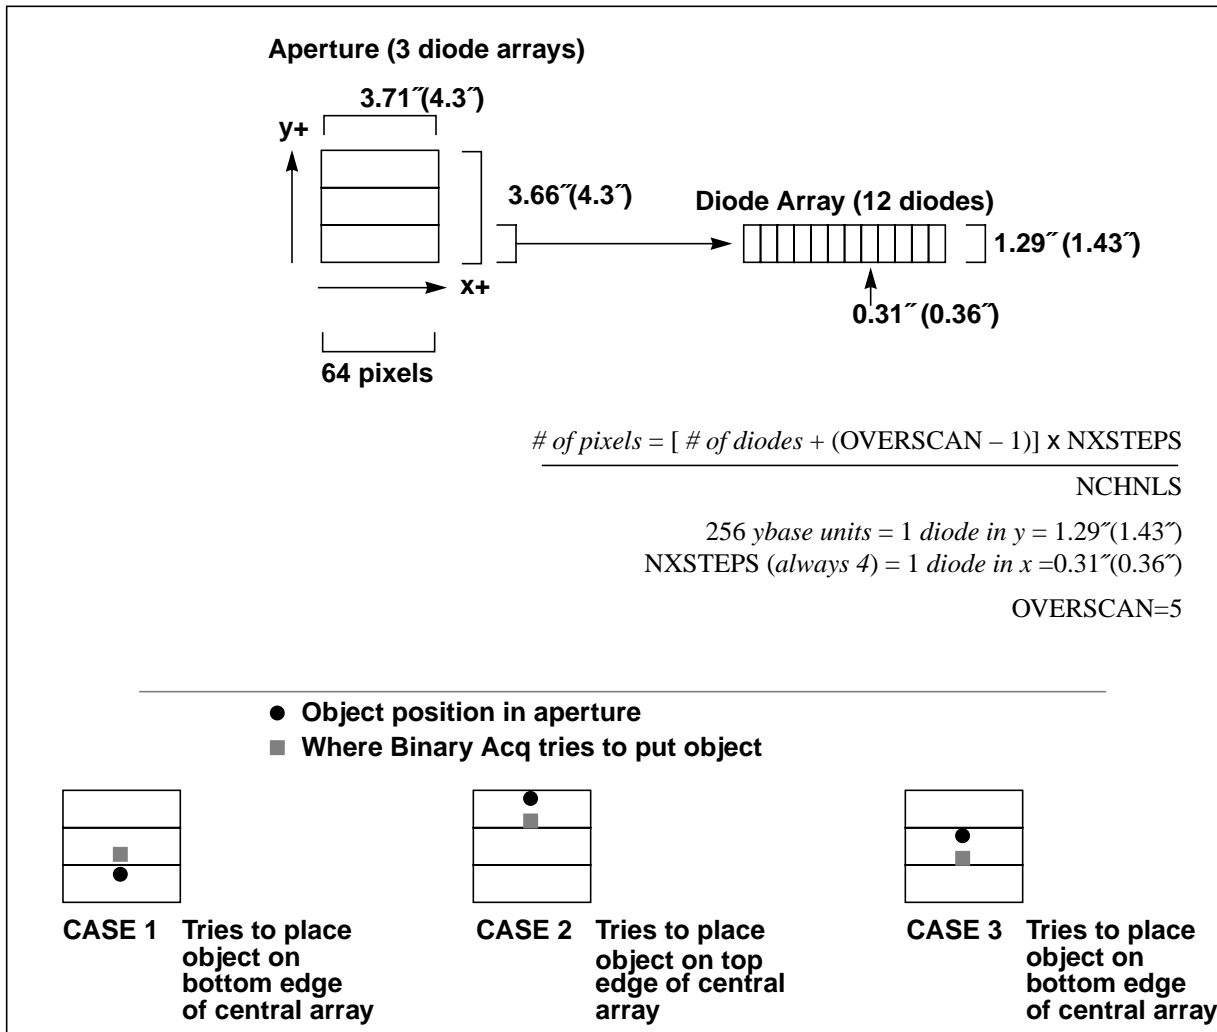 Aperture (3 diode arrays)
3.71″(4.3″)
y+
3.66″(4.3″)
Diode Array (12 diodes)
1.29″ (1.43″)
x+
0.31″ (0.36″)
64 pixels
# of pixels = [ # of diodes + (OVERSCAN – 1)] x NXSTEPS
NCHNLS
256 ybase units = 1 diode in y = 1.29″(1.43″)
NXSTEPS (always 4) = 1 diode in x =0.31″(0.36″)
OVERSCAN=5
Object position in aperture
Where Binary Acq tries to put object
CASE 1 Tries to place
object on
bottom edge
of central array
CASE 2 Tries to place
object on top
edge of central
array
CASE 3 Tries to place
object on
bottom edge
of central array